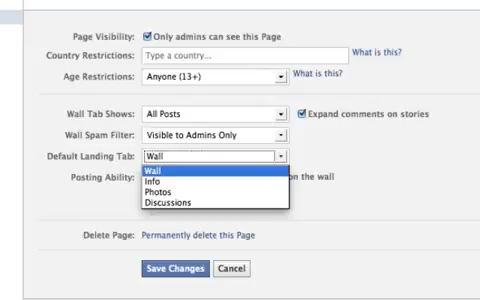 Page Visibility: Only admins can see this Page
Country Restrictions: Type a country... What is this?
Age Restrictions: Anyone (13+) What is this?
Wall Tab Shows: All Posts Expand comments on stories
Wall Spam Filter: Visible to Admins Only
Default Landing Tab: Wall
Wall
Posting Ability: on the wall
Info
Photos
Discussions
Delete Page: Permanently delete this Page
Save Changes Cancel